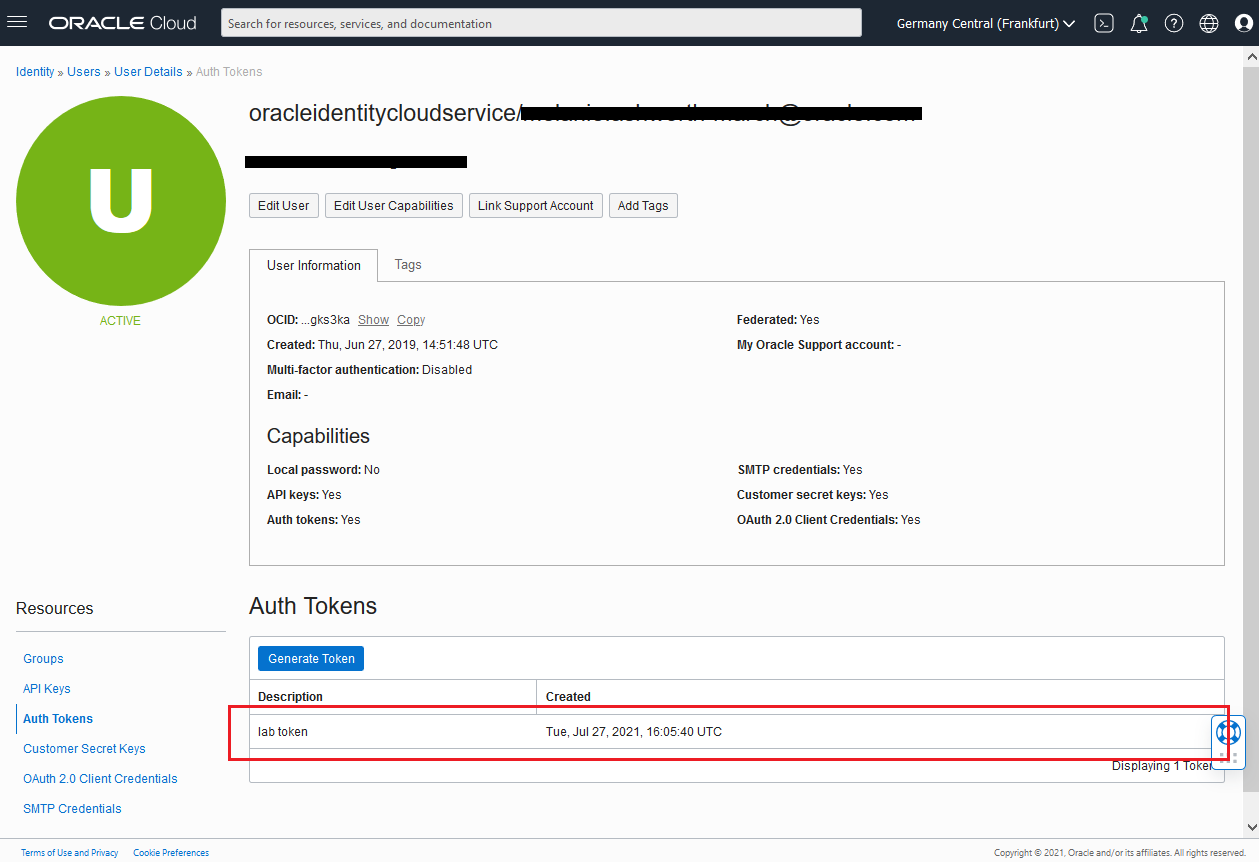 ORACLE Cloud
Search for resources, services, and documentation
Germany Central (Frankfurt)
Identity » Users » User Details » Auth Tokens
U
ACTIVE
oracleidentitycloudservice/
Edit User
Edit User Capabilities
Link Support Account
Add Tags
User Information
Tags
OCID: ...gks3ka Show Copy
Federated: Yes
Created: Thu, Jun 27, 2019, 14:51:48 UTC
My Oracle Support account: -
Multi-factor authentication: Disabled
Email: -
Capabilities
Local password: No
SMTP credentials: Yes
API keys: Yes
Customer secret keys: Yes
Auth tokens: Yes
OAuth 2.0 Client Credentials: Yes
Resources
Groups
API Keys
Auth Tokens
Customer Secret Keys
OAuth 2.0 Client Credentials
SMTP Credentials
Auth Tokens
Generate Token
Description Created
lab token Tue, Jul 27, 2021, 16:05:40 UTC
Displaying 1 Token
Terms of Use and Privacy Cookie Preferences
Copyright © 2021, Oracle and/or its affiliates. All rights reserved.